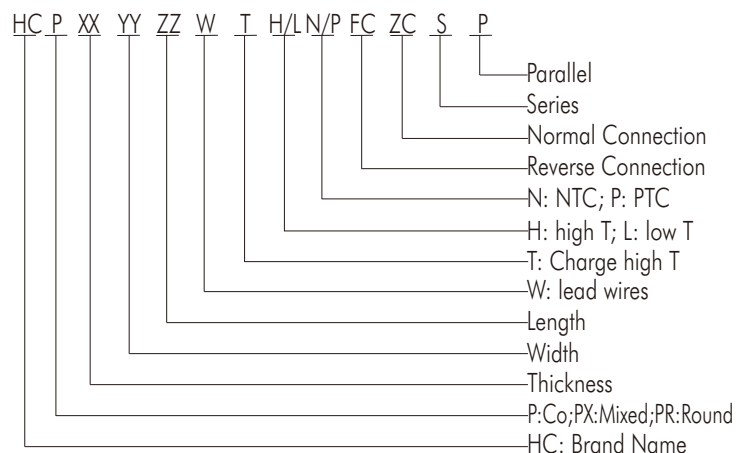 HC P XX YY ZZ W T H/L N/P FC ZC S P
Parallel
Series
Normal Connection
Reverse Connection
N: NTC; P: PTC
H: high T; L: low T
T: Charge high T
W: lead wires
Length
Width
Thickness
P:Co;PX:Mixed;PR:Round
HC: Brand Name